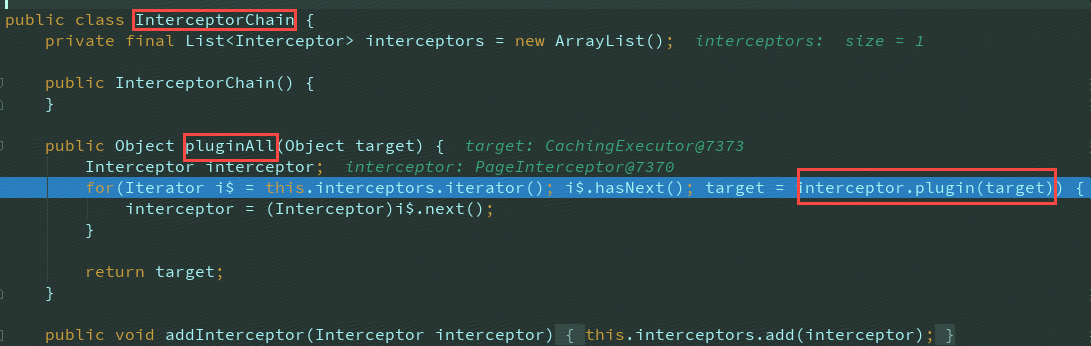 public class InterceptorChain {
private final List<Interceptor> interceptors = new ArrayList(); interceptors: size = 1
public InterceptorChain() {
}
public Object pluginAll(Object target) { target: CachingExecutor@7373
Interceptor interceptor; interceptor: PageInterceptor@7370
for(Iterator i$ = this.interceptors.iterator(); i$.hasNext(); target = interceptor.plugin(target)) {
interceptor = (Interceptor)i$.next();
}
return target;
}
public void addInterceptor(Interceptor interceptor) { this.interceptors.add(interceptor); }